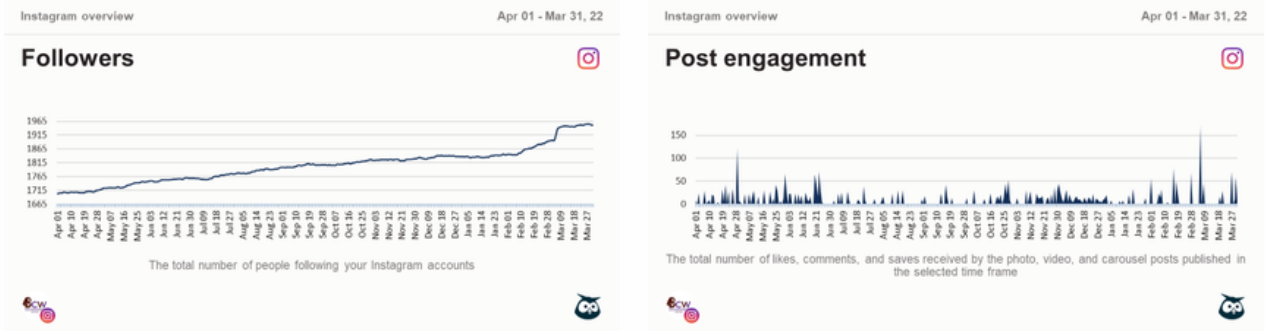 Instagram overview
Apr 01 - Mar 31, 22
Followers
1965
1915
1865
1815
1765
1715
1665
Apr 01
Apr 10
Apr 19
Apr 28
May 07
May 16
May 25
Jun 03
Jun 12
Jun 21
Jun 30
Jul 09
Jul 18
Jul 27
Aug 05
Aug 14
Aug 23
Sep 01
Sep 10
Sep 19
Sep 28
Oct 07
Oct 16
Oct 25
Nov 03
Nov 12
Nov 21
Nov 30
Dec 09
Dec 18
Dec 27
Jan 05
Jan 14
Jan 23
Feb 01
Feb 10
Feb 19
Feb 28
Mar 09
Mar 18
Mar 27
The total number of people following your Instagram accounts
Instagram overview
Apr 01 - Mar 31, 22
Post engagement
150
100
50
0
Apr 01
Apr 10
Apr 19
Apr 28
May 07
May 16
May 25
Jun 03
Jun 12
Jun 21
Jun 30
Jul 09
Jul 18
Jul 27
Aug 05
Aug 14
Aug 23
Sep 01
Sep 10
Sep 19
Sep 28
Oct 07
Oct 16
Oct 25
Nov 03
Nov 12
Nov 21
Nov 30
Dec 09
Dec 18
Dec 27
Jan 05
Jan 14
Jan 23
Feb 01
Feb 10
Feb 19
Feb 28
Mar 09
Mar 18
Mar 27
The total number of likes, comments, and saves received by the photo, video, and carousel posts published in
the selected time frame